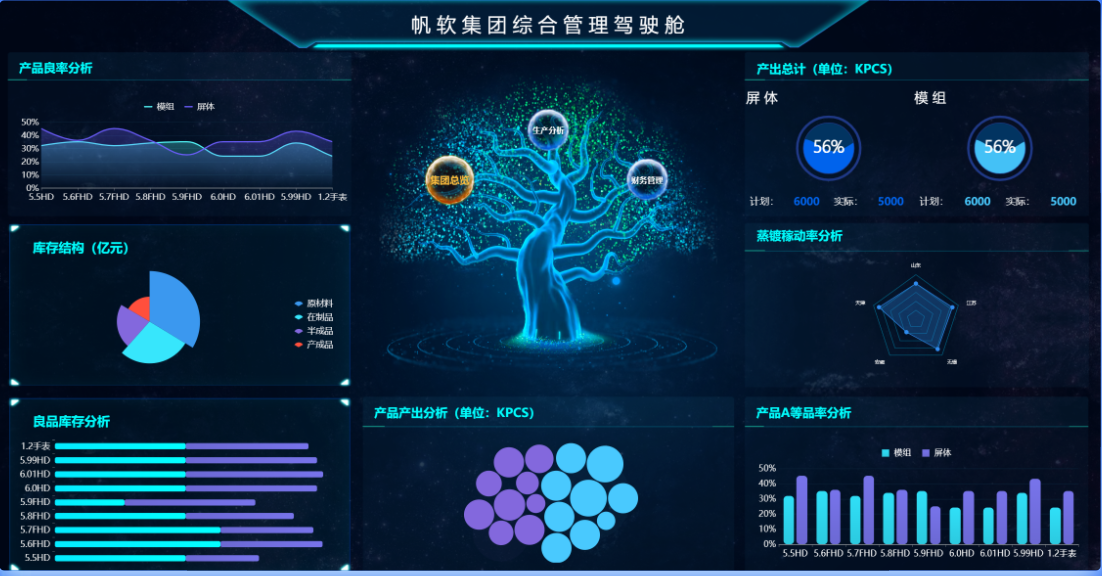 帆软集团综合管理驾驶舱
产品良率分析
模组 屏体
50%
40%
30%
20%
10%
0%
5.5HD 5.6FHD 5.7FHD 5.8FHD 5.9FHD 6.0HD 6.01HD 5.99HD 1.2手表
库存结构（亿元）
原材料
在制品
半成品
产成品
良品库存分析
1.2手表
5.99HD
6.01HD
6.0HD
5.9FHD
5.8FHD
5.7FHD
5.6FHD
5.5HD
生产分析
集团总览
财务管理
产品产出分析（单位：KPCS）
产出总计（单位：KPCS）
屏体 模组
56% 56%
计划： 6000 实际： 5000 计划： 6000 实际： 5000
蒸镀稼动率分析
山东
天津 江苏
无锡
产品A等品率分析
模组 屏体
50%
40%
30%
20%
10%
0%
5.5HD 5.6FHD 5.7FHD 5.8FHD 5.9FHD 6.0HD 6.01HD 5.99HD 1.2手表